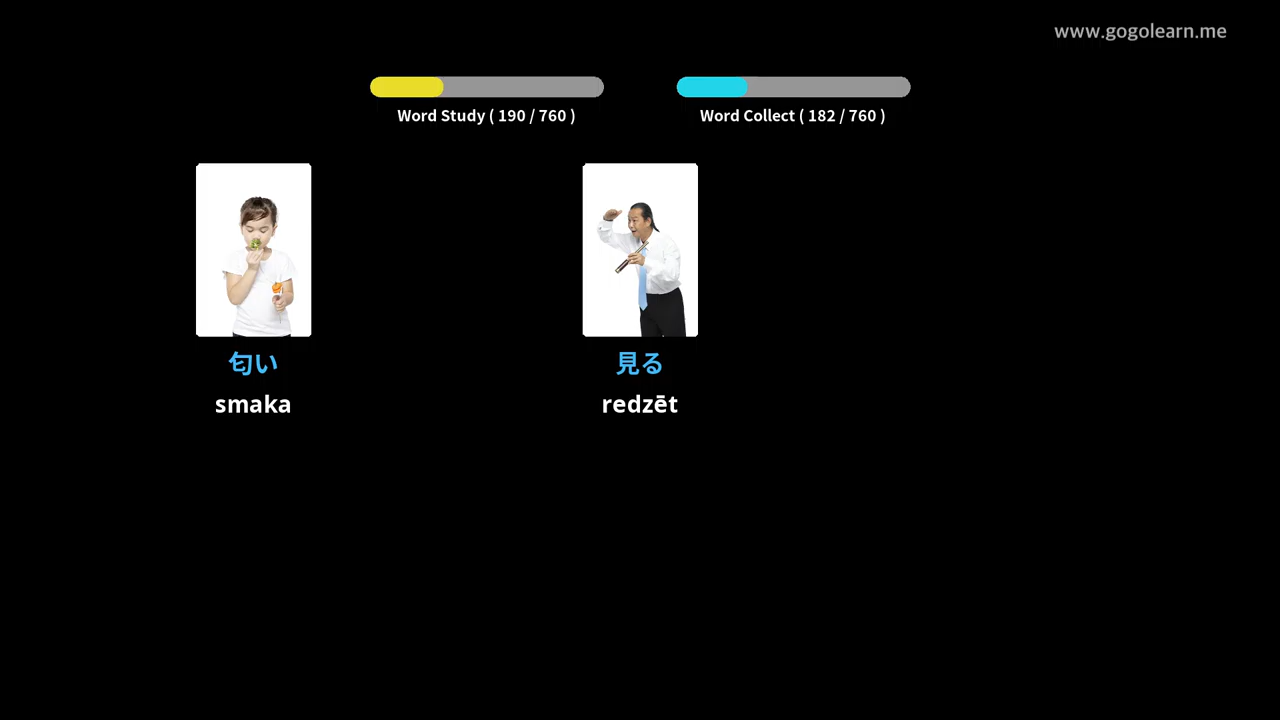 www.gogolearn.me
Word Study ( 190 / 760 )
Word Collect ( 182 / 760 )
匂い
見る
smaka
redzēt